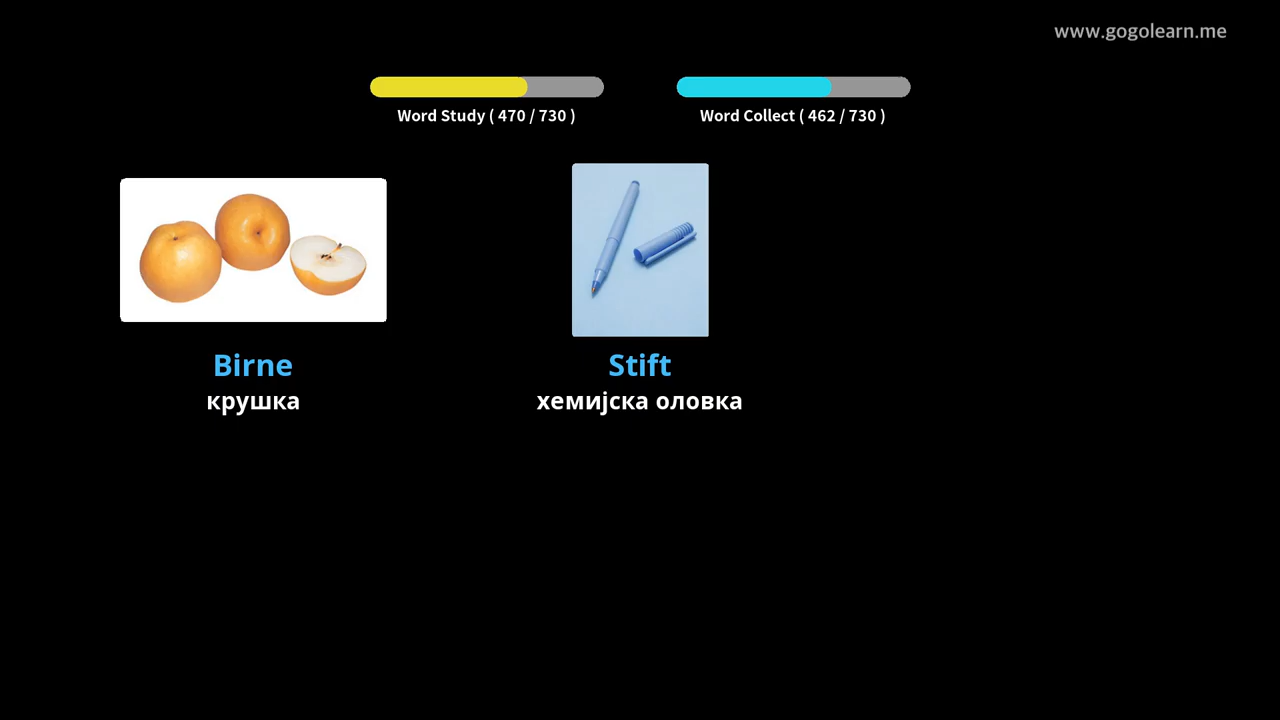 www.gogolearn.me
Word Study ( 470 / 730 )
Word Collect ( 462 / 730 )
Birne
крушка
Stift
хемијска оловка